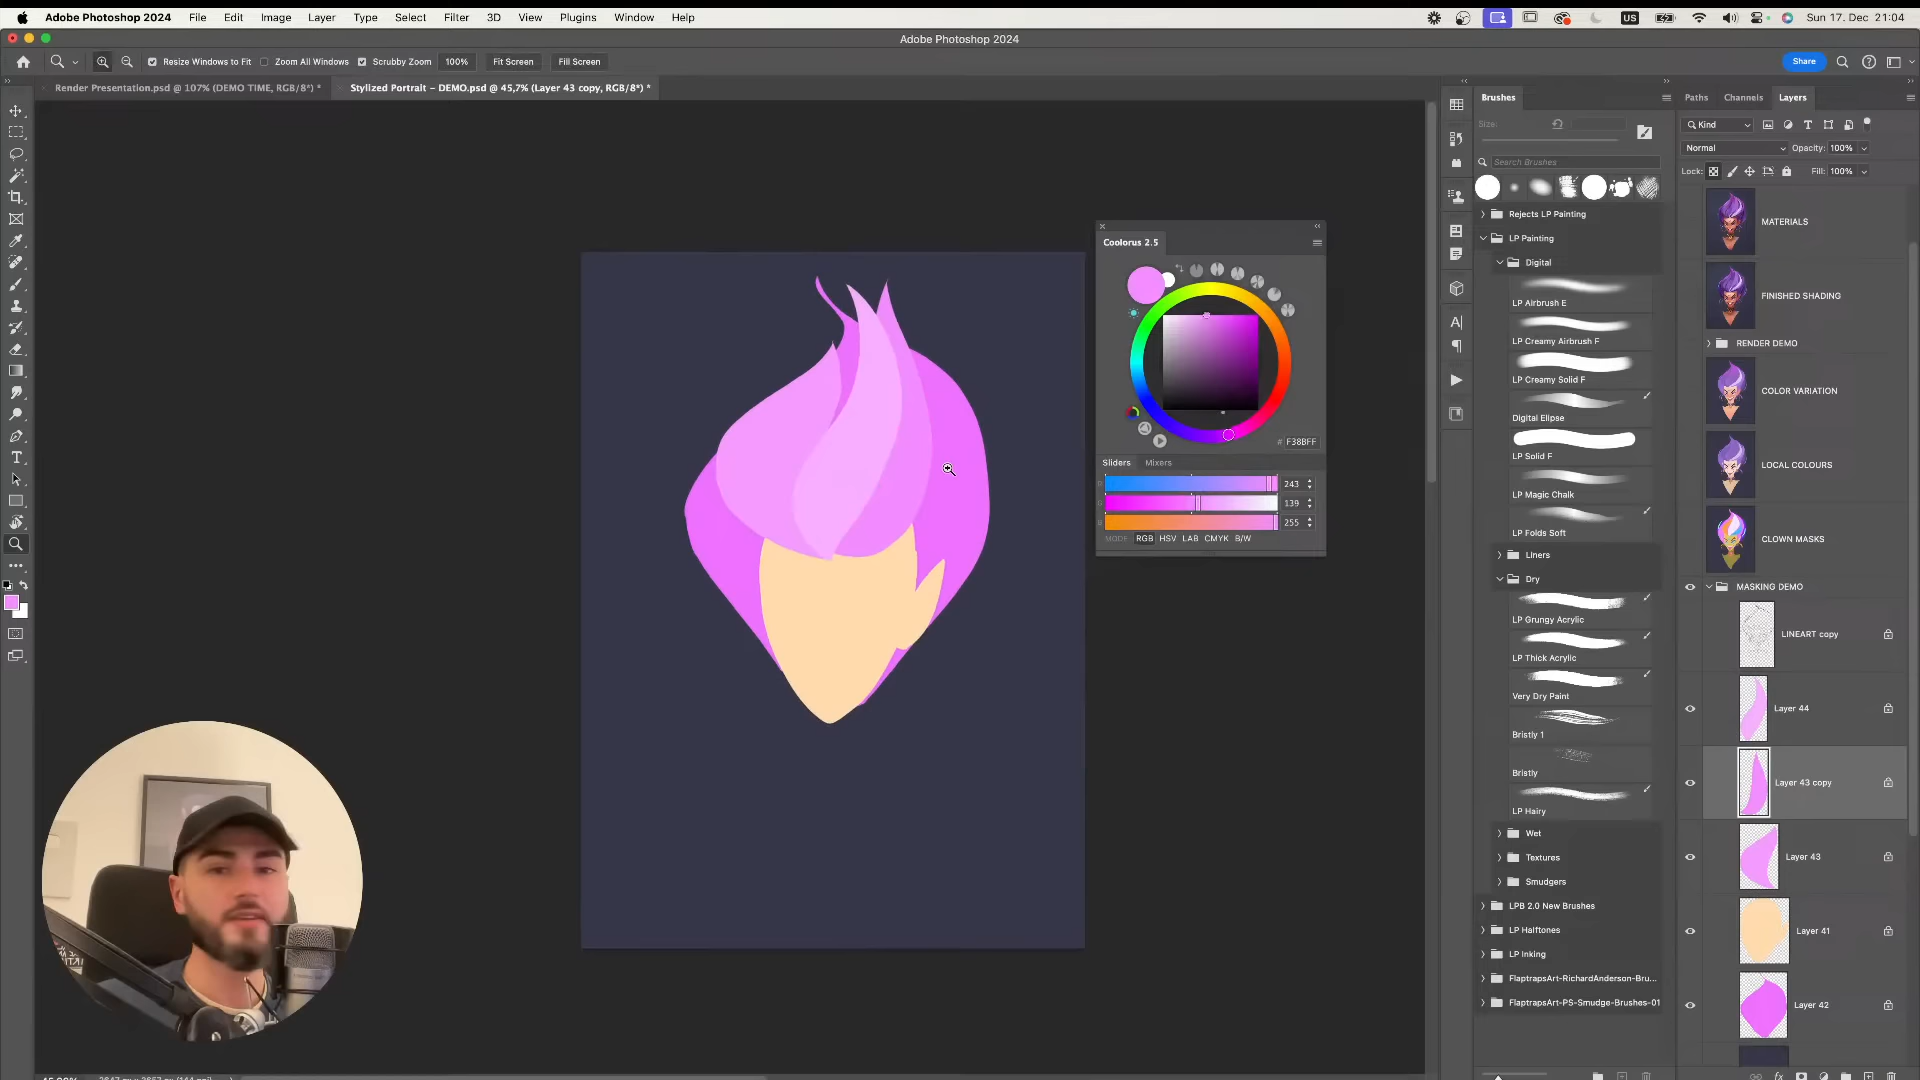 Adobe Photoshop 2024 File Edit Image Layer Type Select Filter 3D View Plugins Window Help
US Sun 17. Dec 21:04
Adobe Photoshop 2024
Resize Windows to Fit Zoom All Windows Scrubby Zoom 100% Fit Screen Fill Screen
Share
Render Presentation.psd @ 107% (DEMO TIME, RGB/8*) *
Stylized Portrait – DEMO.psd @ 45,7% (Layer 43 copy, RGB/8*) *
Coolorus 2.5
# F38BFF
Sliders Mixers
243
139
255
MODE RGB HSV LAB CMYK B/W
Brushes
Size:
Search Brushes
Rejects LP Painting
LP Painting
Digital
LP Airbrush E
LP Creamy Airbrush F
LP Creamy Solid F
Digital Elipse
LP Solid F
LP Magic Chalk
LP Folds Soft
Liners
Dry
LP Grungy Acrylic
LP Thick Acrylic
Very Dry Paint
Bristly 1
Bristly
LP Hairy
Wet
Textures
Smudgers
LPB 2.0 New Brushes
LP Halftones
LP Inking
FlaptrapsArt-RichardAnderson-Bru...
FlaptrapsArt-PS-Smudge-Brushes-01
Paths Channels Layers
Kind
Normal Opacity: 100%
Lock: Fill: 100%
MATERIALS
FINISHED SHADING
RENDER DEMO
COLOR VARIATION
LOCAL COLOURS
CLOWN MASKS
MASKING DEMO
LINEART copy
Layer 44
Layer 43 copy
Layer 43
Layer 41
Layer 42